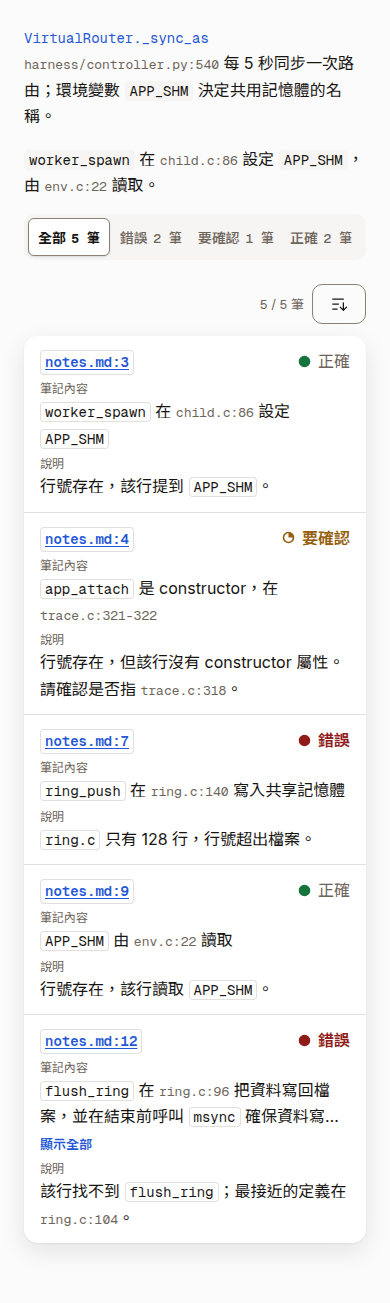 VirtualRouter._sync_as
harness/controller.py:540 每 5 秒同步一次路
由；環境變數 APP_SHM 決定共用記憶體的名
稱。
worker_spawn 在 child.c:86 設定 APP_SHM，
由 env.c:22 讀取。
全部 5 筆 錯誤 2 筆 要確認 1 筆 正確 2 筆
5 / 5 筆
notes.md:3 正確
筆記內容
worker_spawn 在 child.c:86 設定
APP_SHM
說明
行號存在，該行提到 APP_SHM。
notes.md:4 要確認
筆記內容
app_attach 是 constructor，在
trace.c:321-322
說明
行號存在，但該行沒有 constructor 屬性。
請確認是否指 trace.c:318。
notes.md:7 錯誤
筆記內容
ring_push 在 ring.c:140 寫入共享記憶體
說明
ring.c 只有 128 行，行號超出檔案。
notes.md:9 正確
筆記內容
APP_SHM 由 env.c:22 讀取
說明
行號存在，該行讀取 APP_SHM。
notes.md:12 錯誤
筆記內容
flush_ring 在 ring.c:96 把資料寫回檔
案，並在結束前呼叫 msync 確保資料寫…
顯示全部
說明
該行找不到 flush_ring；最接近的定義在
ring.c:104。